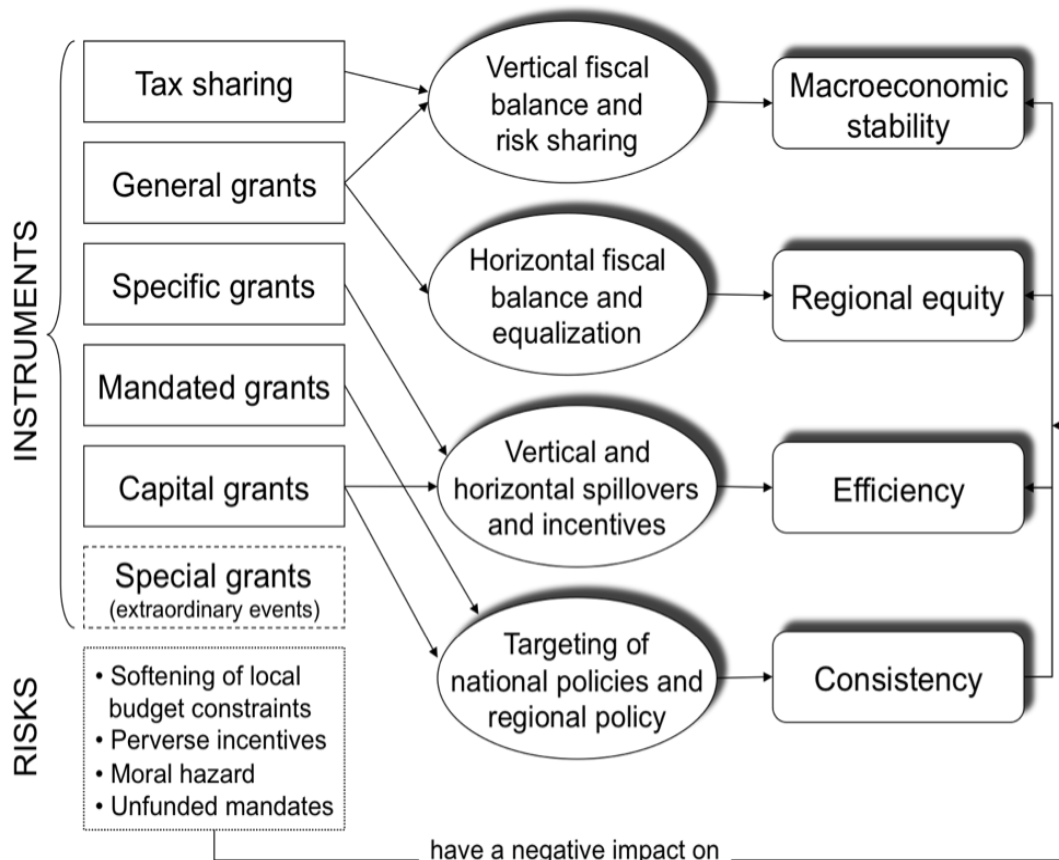 INSTRUMENTS
Tax sharing
General grants
Specific grants
Mandated grants
Capital grants
Special grants
(extraordinary events)
RISKS
• Softening of local
budget constraints
• Perverse incentives
• Moral hazard
• Unfunded mandates
Vertical fiscal
balance and
risk sharing
Horizontal fiscal
balance and
equalization
Vertical and
horizontal spillovers
and incentives
Targeting of
national policies and
regional policy
Macroeconomic
stability
Regional equity
Efficiency
Consistency
have a negative impact on